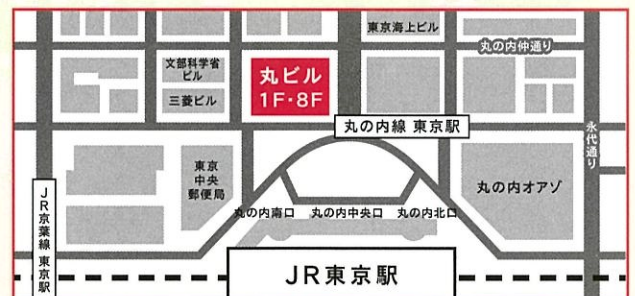 東京海上ビル
丸の内仲通り
文部科学省
ビル
三菱ビル
丸ビル
1F・8F
丸の内線 東京駅
永代通り
東京
中央
郵便局
丸の内オアゾ
JR京葉線 東京駅
丸の内南口
丸の内中央口
丸の内北口
JR東京駅